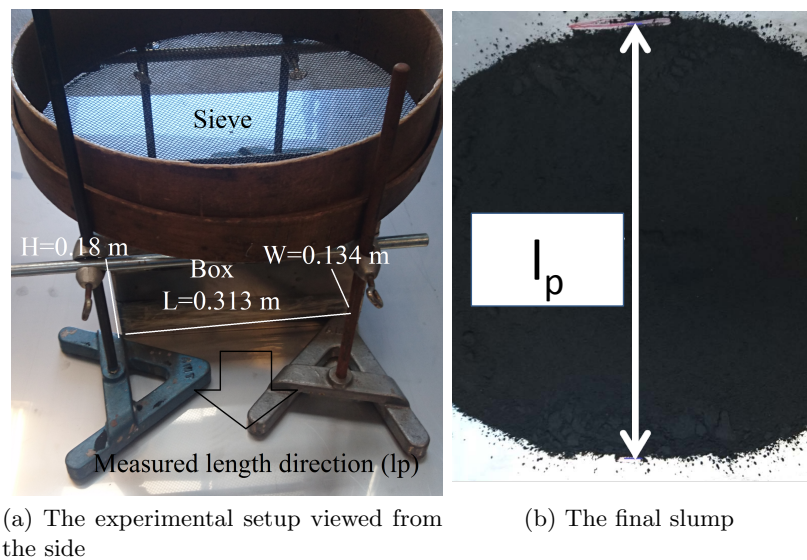 Sieve
H=0.18 m
W=0.134 m
Box
L=0.313 m
Measured length direction (lp)
lp
(a) The experimental setup viewed from
the side
(b) The final slump